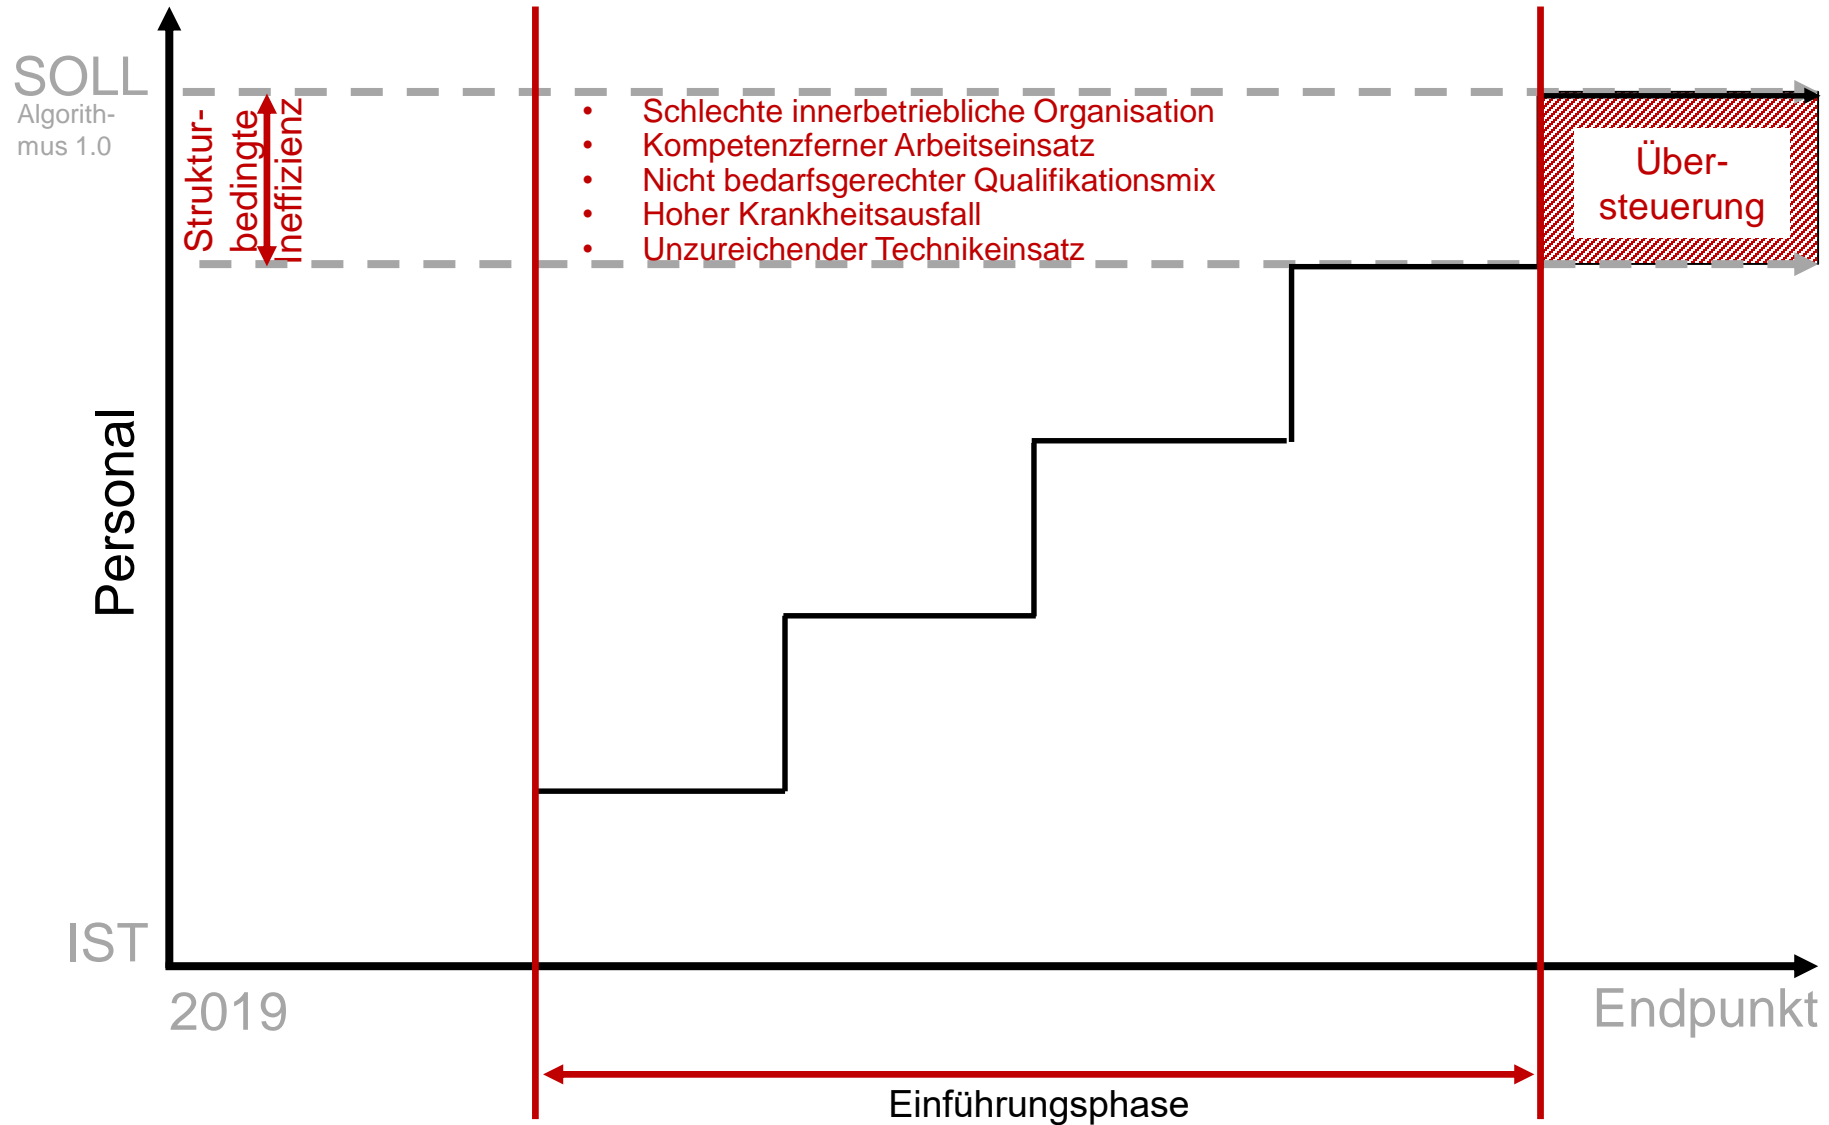 SOLL
Algorith-
mus 1.0
Struktur-
bedingte
Ineffizienz
• Schlechte innerbetriebliche Organisation
• Kompetenzferner Arbeitseinsatz
• Nicht bedarfsgerechter Qualifikationsmix
• Hoher Krankheitsausfall
• Unzureichender Technikeinsatz
Über-
steuerung
Personal
IST
2019
Endpunkt
Einführungsphase